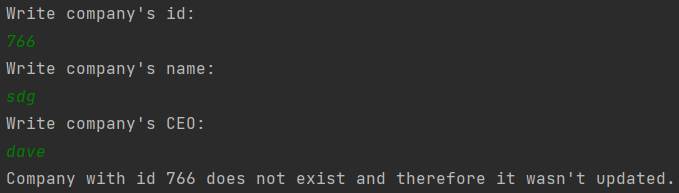 Write company's id:
766
Write company's name:
sdg
Write company's CEO:
dave
Company with id 766 does not exist and therefore it wasn't updated.